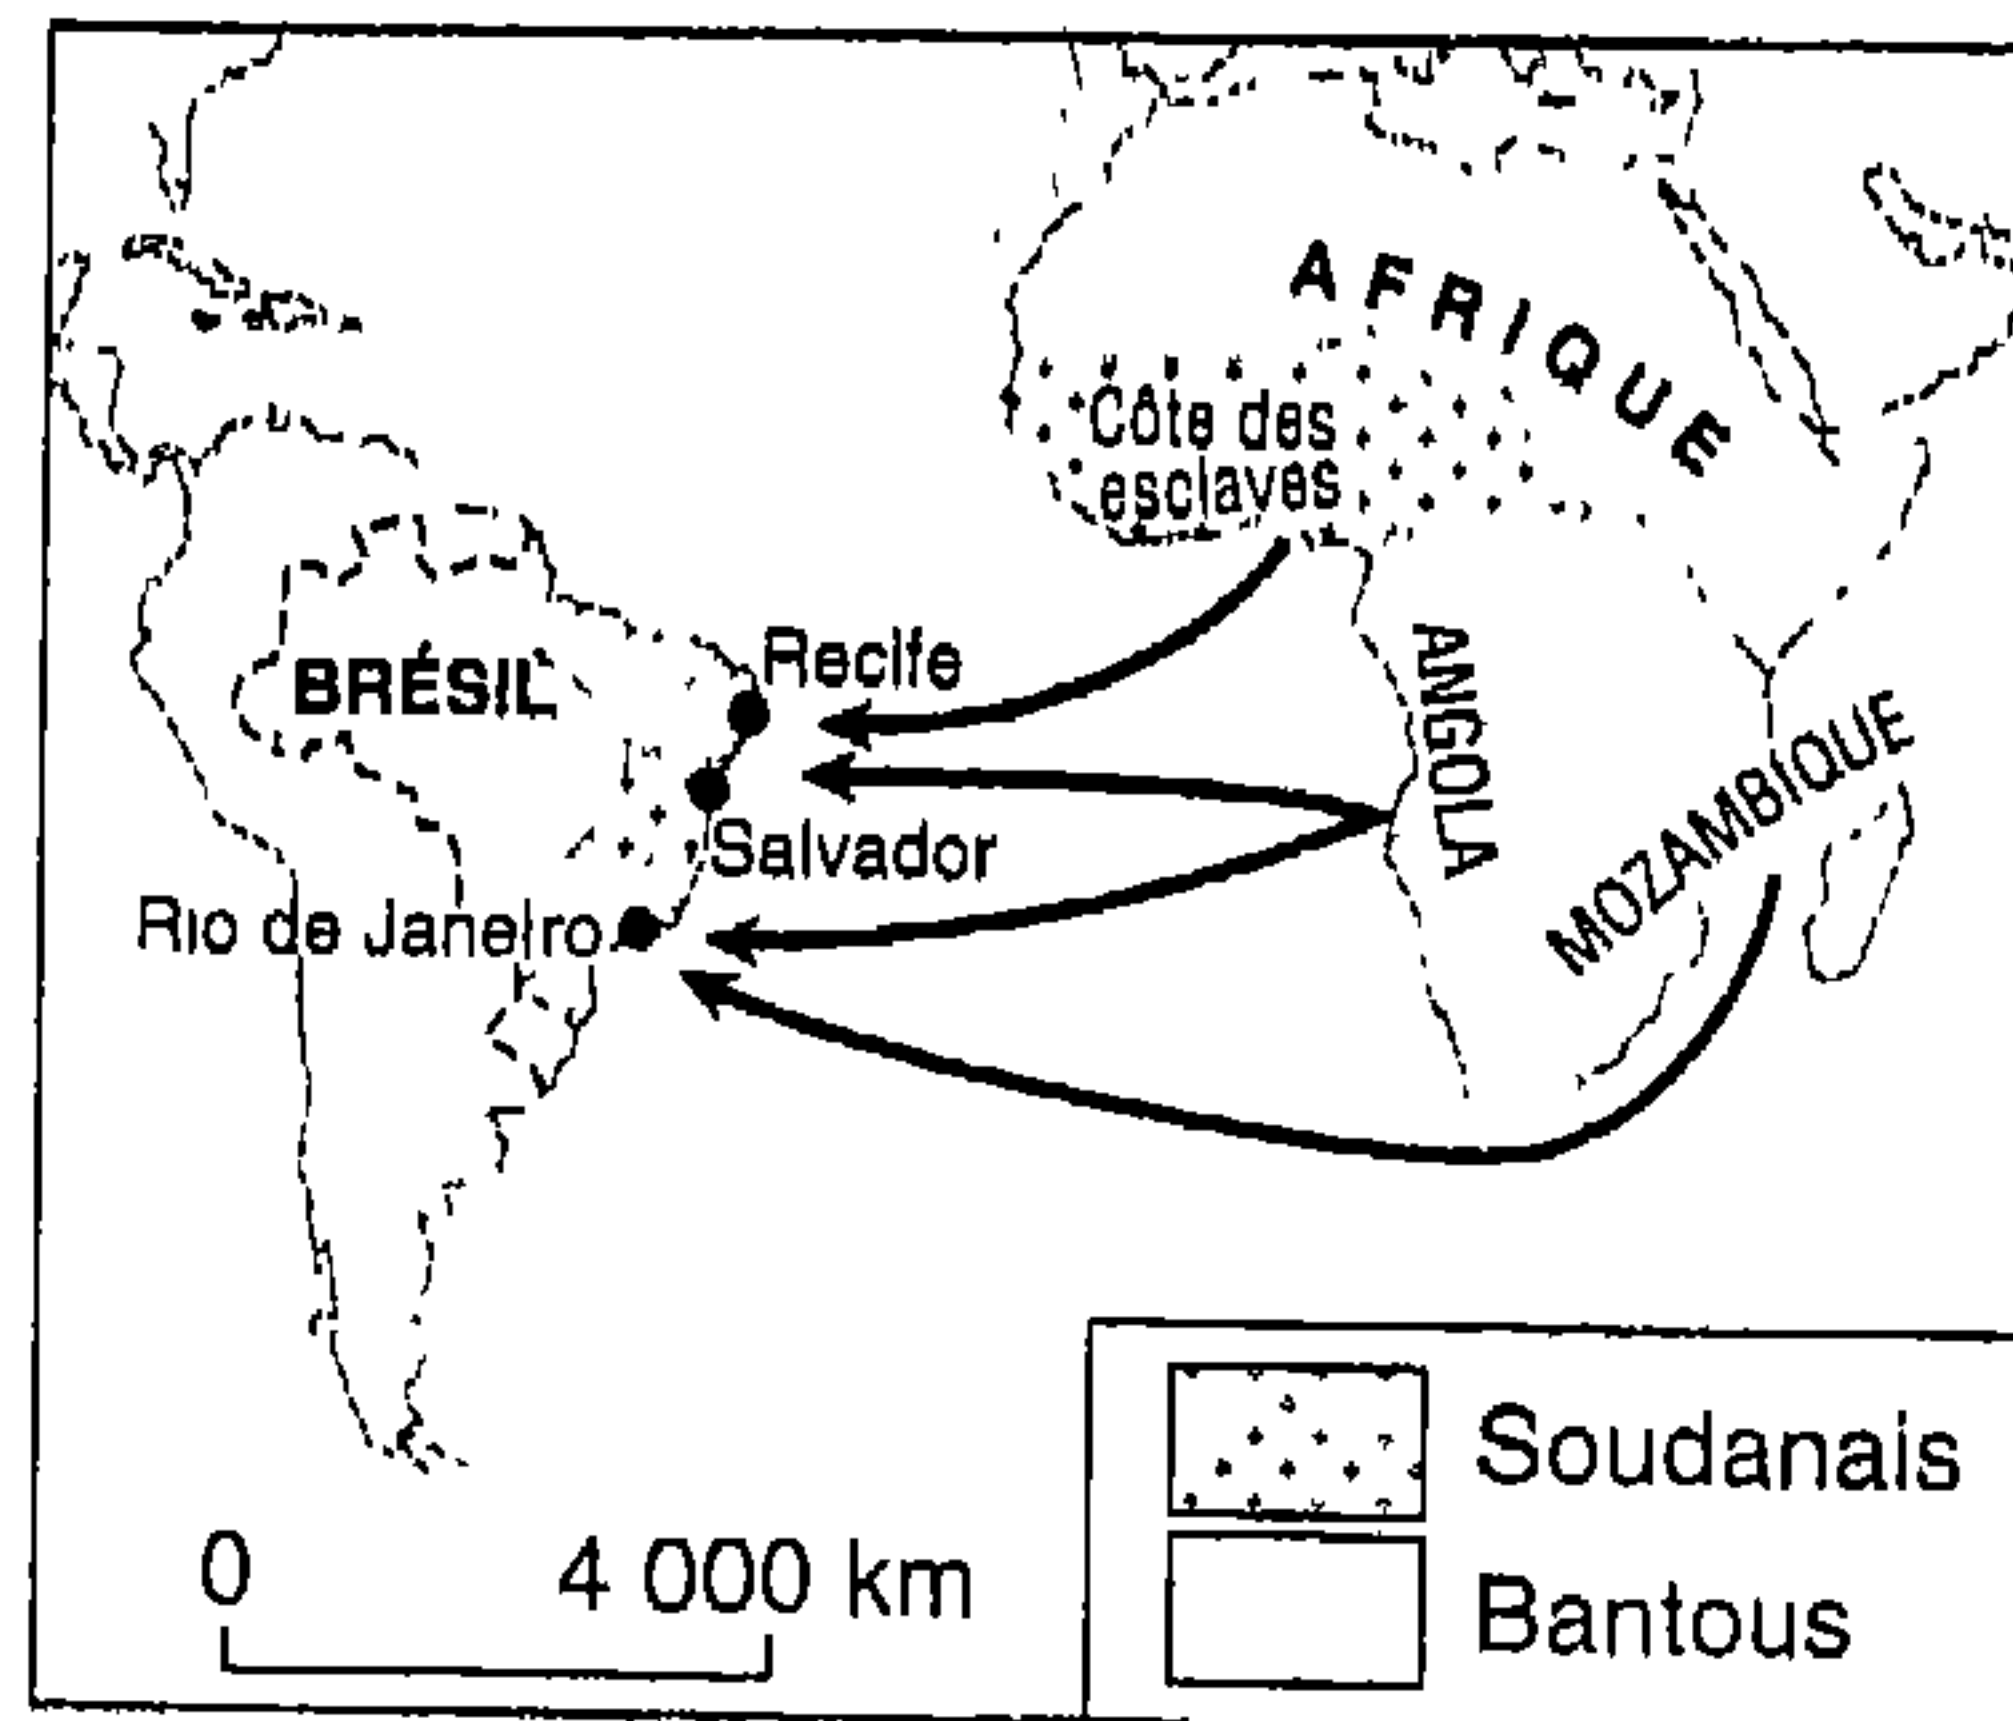 AFRIQUE
Côte des
esclaves
BRÉSIL
Recife
ANGOLA
MOZAMBIQUE
Salvador
Rio de Janeiro
Soudanais
Bantous
0 4 000 km